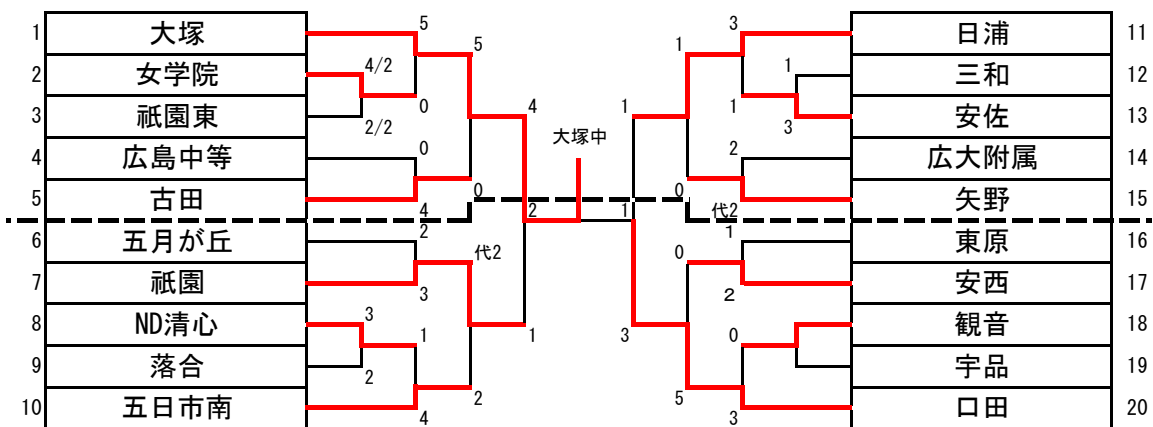 1 大塚
2 女学院
3 祇園東
4 広島中等
5 古田
6 五月が丘
7 祇園
8 ND清心
9 落合
10 五日市南
5
4/2
0
2/2
0
4
2
3
3
1
2
4
5
0
代2
2
4
1
2
大塚中
1
1
3
1
0
代2
0
5
3
1
1
3
2
1
2
0
3
日浦 11
三和 12
安佐 13
広大附属 14
矢野 15
東原 16
安西 17
観音 18
宇品 19
口田 20